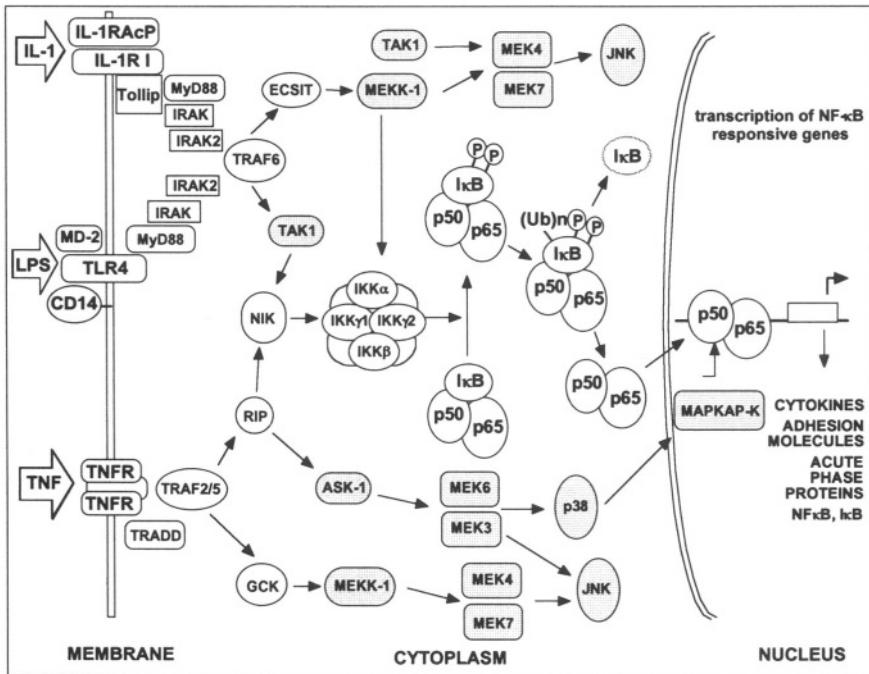 IL-1
IL-1RAcP
IL-1R I
Tollip
MyD88
IRAK
IRAK2
TRAF6
ECSIT
MEKK-1
TAK1
MEK4
MEK7
JNK
transcription of NF-κB
responsive genes
IRAK2
IRAK
MyD88
MD-2
LPS
TLR4
CD14
TAK1
NIK
IKKα
IKKγ1
IKKγ2
IKKβ
P
P
IκB
p50
p65
(Ub)n
P
P
IκB
p50
p65
IκB
p50
p65
IκB
p50
p65
p50
p65
MAPKAP-K
CYTOKINES
ADHESION
MOLECULES
ACUTE
PHASE
PROTEINS
NFκB, IκB
RIP
TNF
TNFR
TNFR
TRADD
TRAF2/5
ASK-1
MEK6
MEK3
p38
GCK
MEKK-1
MEK4
MEK7
JNK
MEMBRANE
CYTOPLASM
NUCLEUS